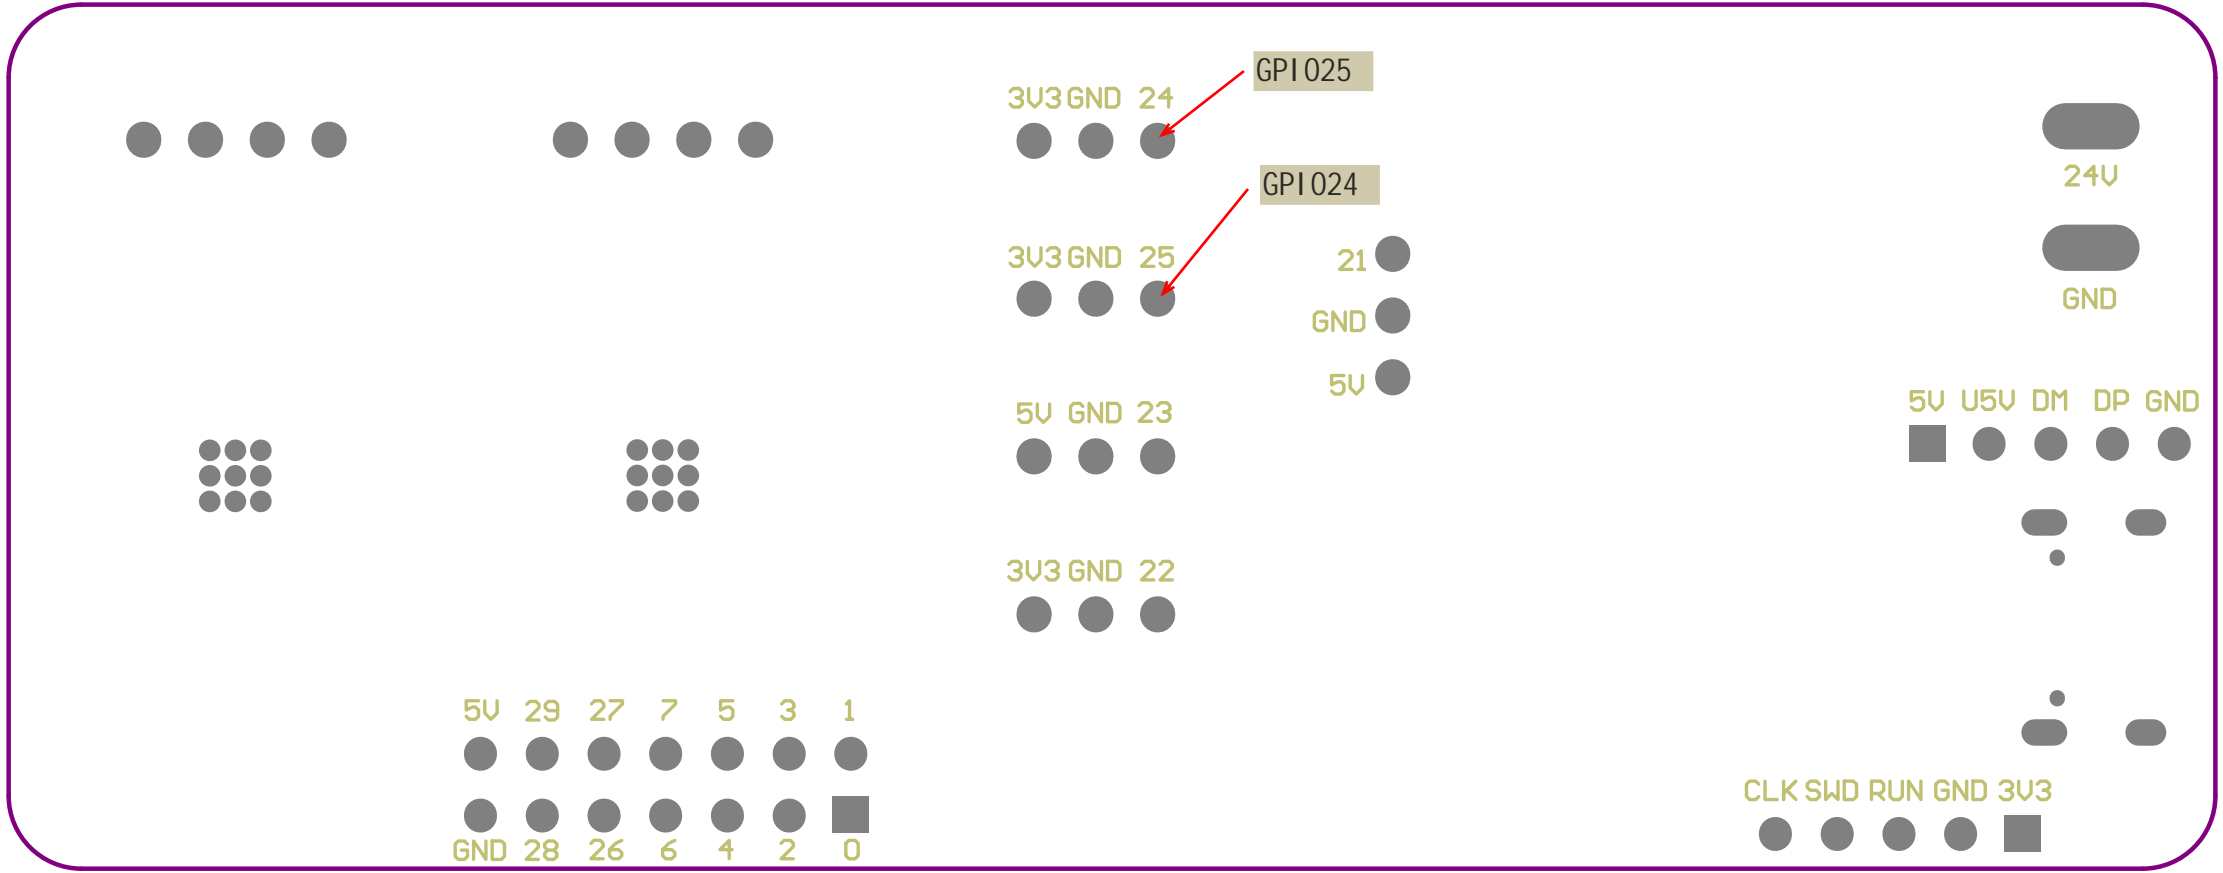 GPIO25
3V3 GND 24
24V
GPIO24
3V3 GND 25
21
GND
GND
5V
5V GND 23
5V U5V DM DP GND
3V3 GND 22
5V 29 27 7 5 3 1
CLK SWD RUN GND 3V3
GND 28 26 6 4 2 0